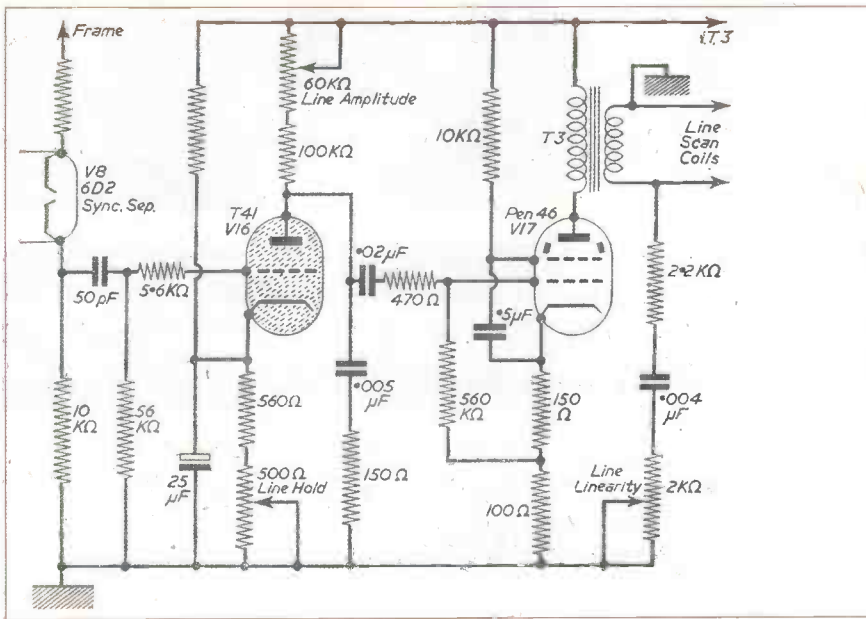 Frame
V8
6D2
Sync. Sep.
50pF
5·6KΩ
10
KΩ
56
KΩ
25
µF
60KΩ
Line Amplitude
100KΩ
T41
V16
560Ω
500Ω
Line Hold
·02µF
470Ω
·005
µF
150Ω
10KΩ
Pen46
V17
·5µF
560
KΩ
150
Ω
100Ω
T3
H.T.3
Line
Scan
Coils
2·2KΩ
·004
µF
Line
Linearity
2KΩ